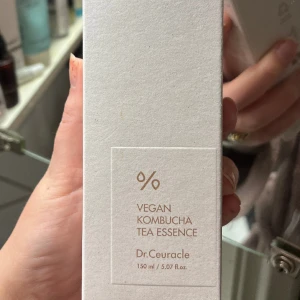 %
VEGAN
KOMBUCHA
TEA ESSENCE
Dr.Ceuracle
150 ml / 5.07 fl.oz.